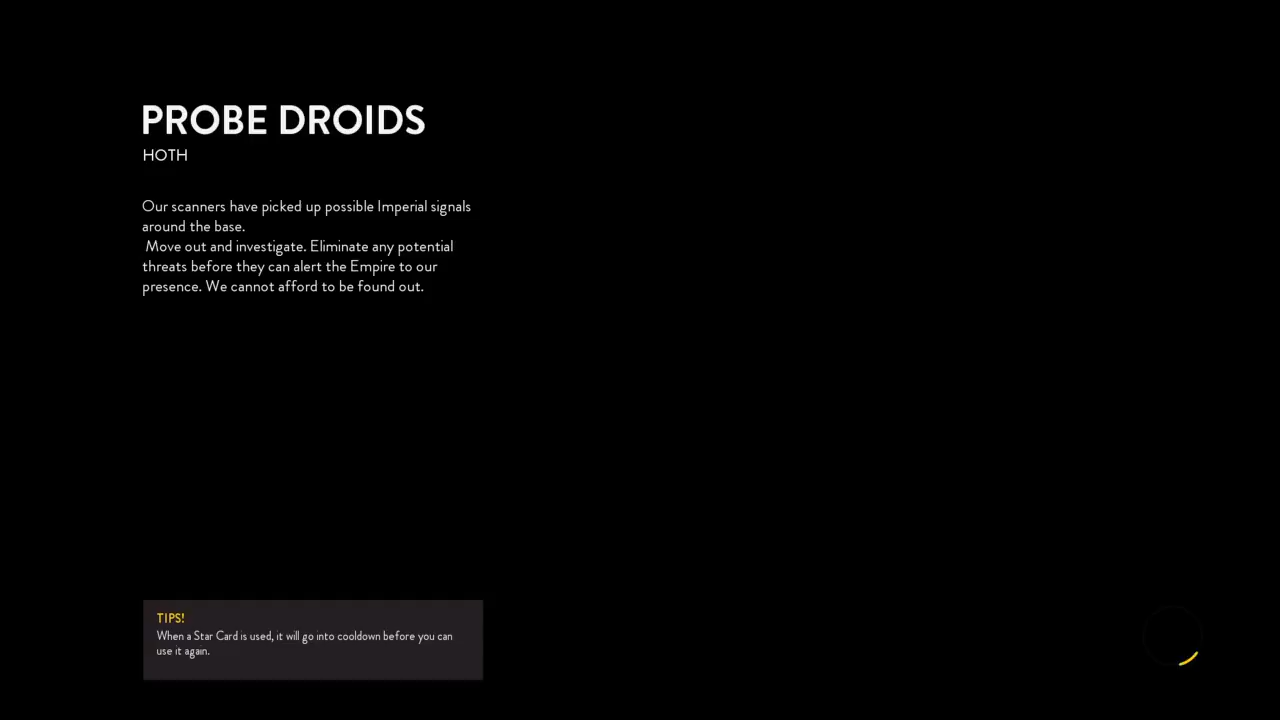 PROBE DROIDS
HOTH
Our scanners have picked up possible Imperial signals
around the base.
Move out and investigate. Eliminate any potential
threats before they can alert the Empire to our
presence. We cannot afford to be found out.
TIPS!
When a Star Card is used, it will go into cooldown before you can
use it again.